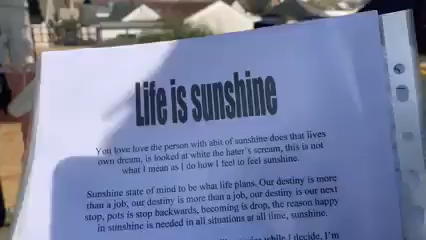 Life is sunshine
You love love the person with abit of sunshine does that lives
own dream, is looked at white the hater's scream, this is not
what I mean as I do how I feel to feel sunshine.
Sunshine state of mind to be what life plans. Our destiny is more
than a job, our destiny is more than a job, our destiny is our next
stop, pots is stop backwards, becoming is drop, the reason happy
in sunshine is needed in all situations at all time, sunshine.
while I decide, I'm